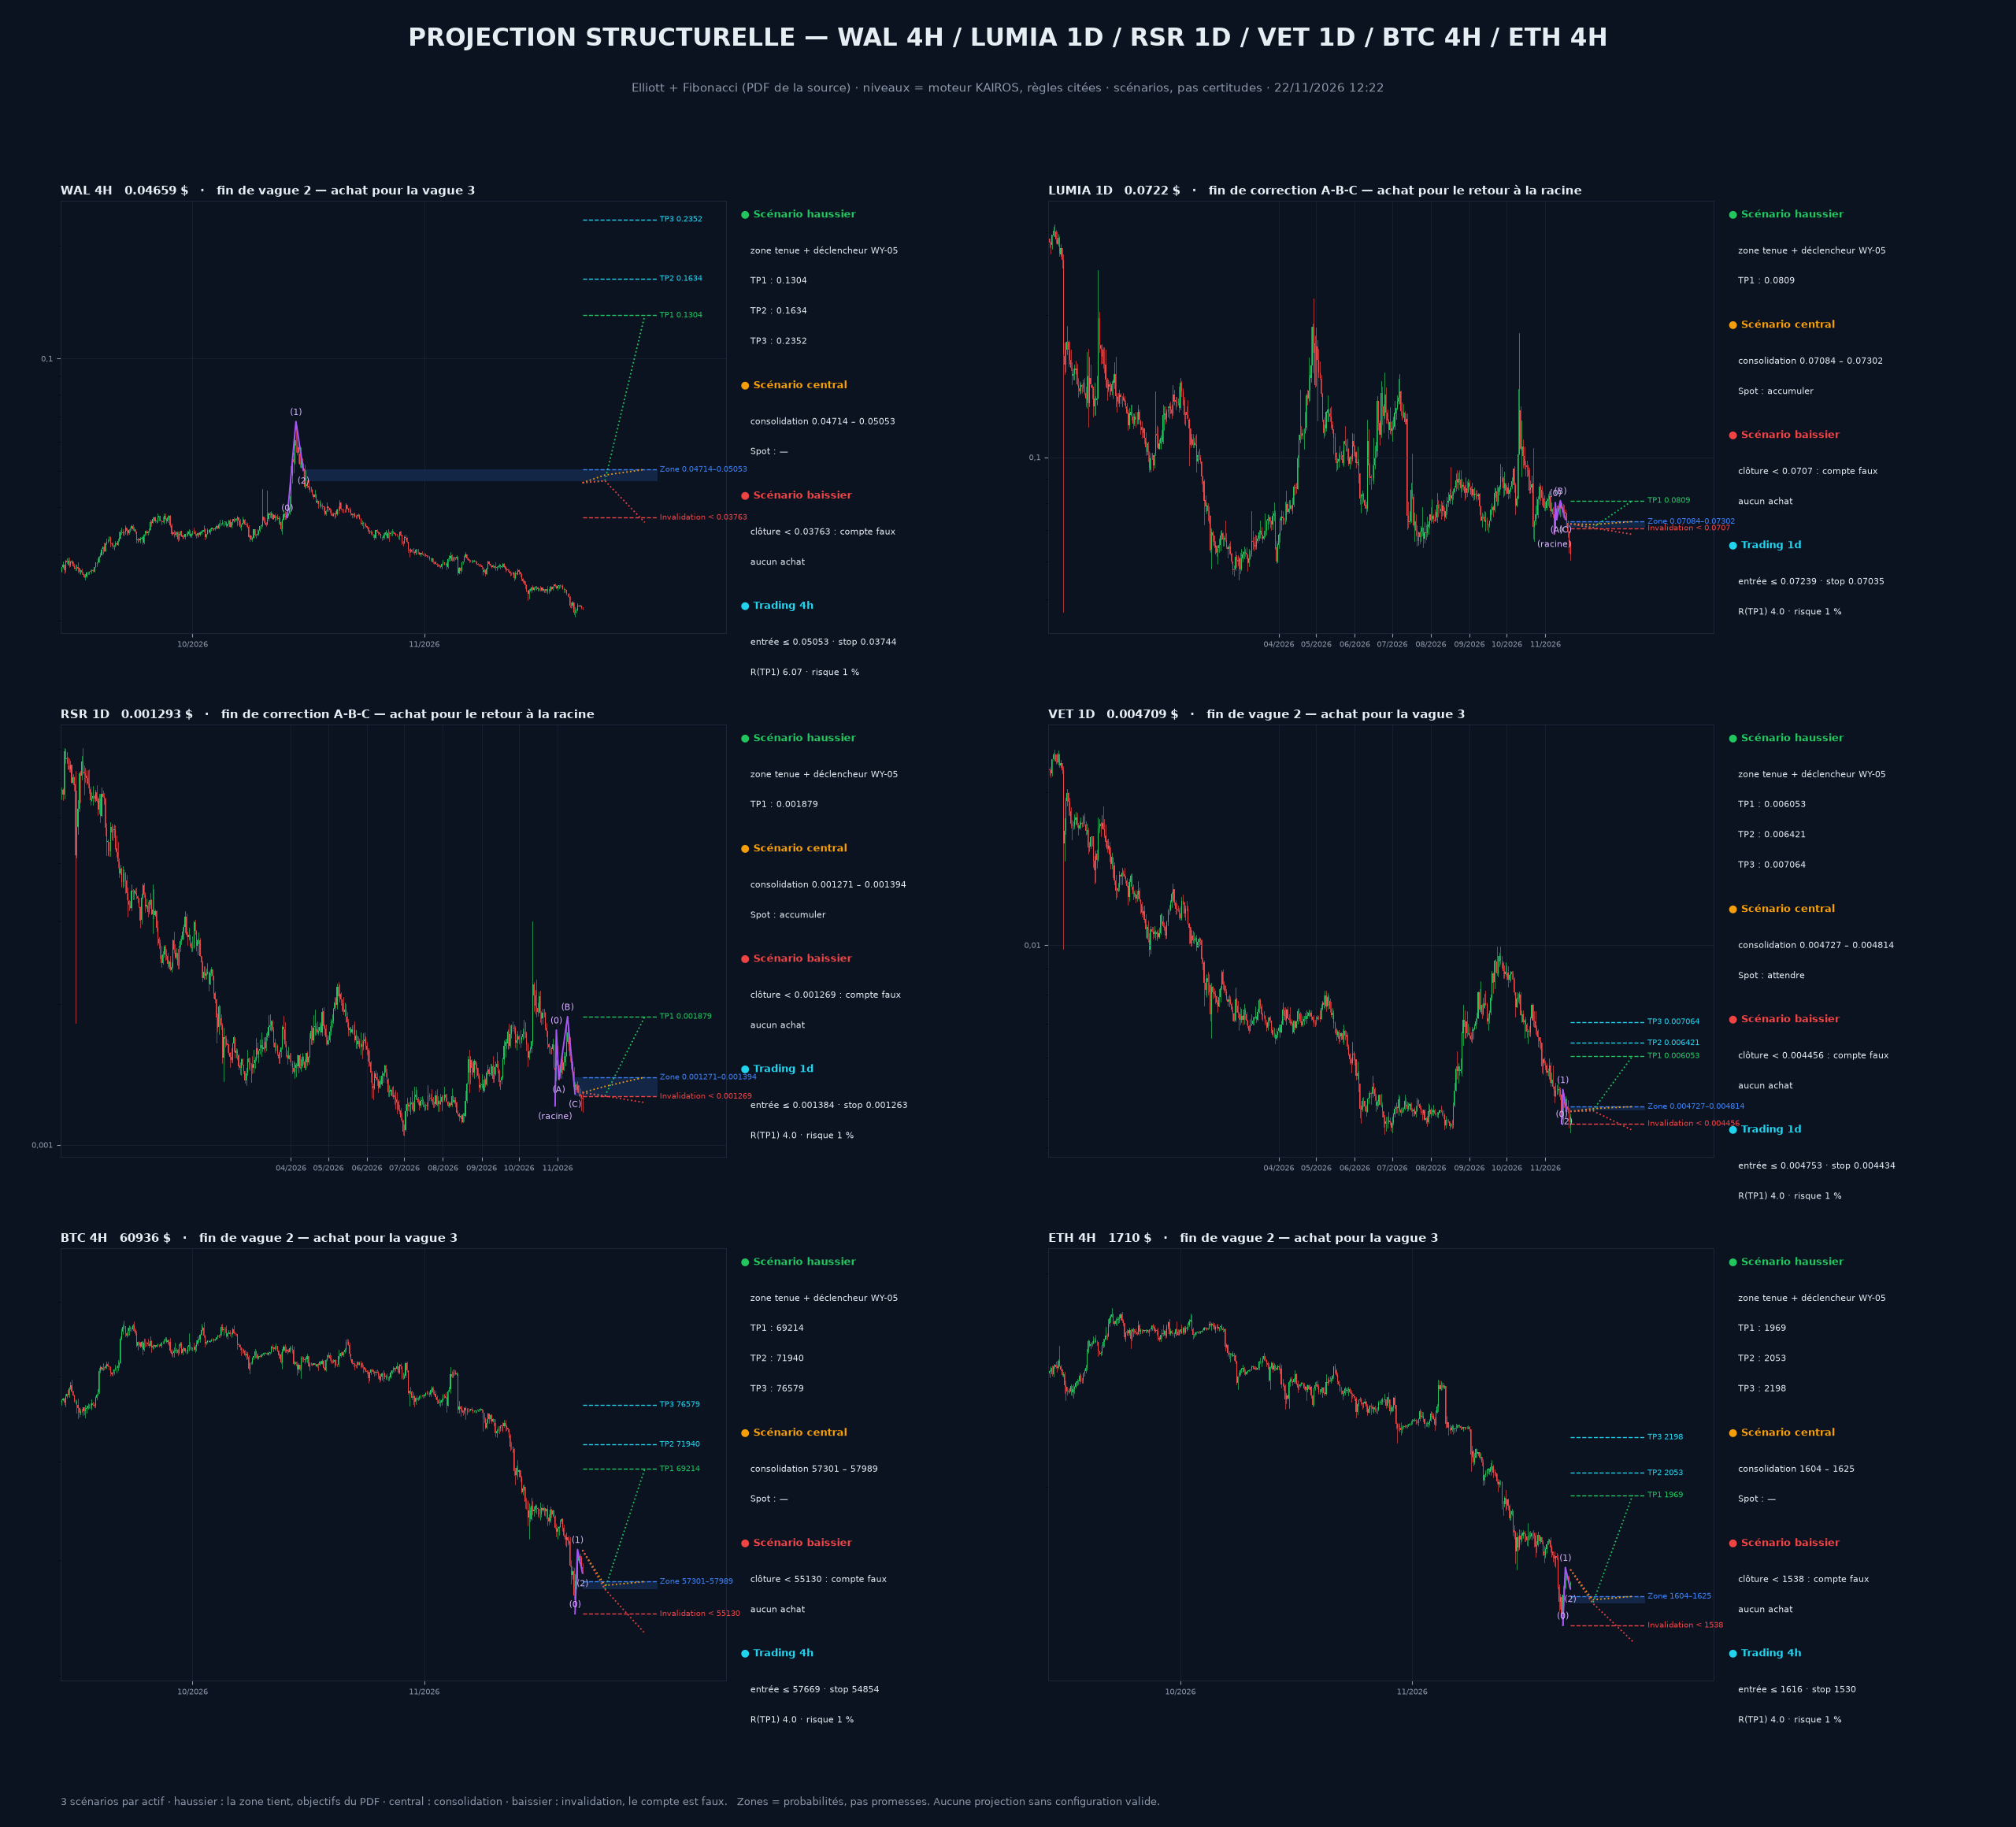 PROJECTION STRUCTURELLE — WAL 4H / LUMIA 1D / RSR 1D / VET 1D / BTC 4H / ETH 4H
Elliott + Fibonacci (PDF de la source) · niveaux = moteur KAIROS, règles citées · scénarios, pas certitudes · 22/11/2026 12:22
WAL 4H 0.04659 $ · fin de vague 2 — achat pour la vague 3
TP3 0.2352
TP2 0.1634
TP1 0.1304
0,1
(1)
(2)
(0)
Zone 0.04714–0.05053
Invalidation < 0.03763
10/2026
11/2026
● Scénario haussier
zone tenue + déclencheur WY-05
TP1 : 0.1304
TP2 : 0.1634
TP3 : 0.2352
● Scénario central
consolidation 0.04714 – 0.05053
Spot : —
● Scénario baissier
clôture < 0.03763 : compte faux
aucun achat
● Trading 4h
entrée ≤ 0.05053 · stop 0.03744
R(TP1) 6.07 · risque 1 %
LUMIA 1D 0.0722 $ · fin de correction A-B-C — achat pour le retour à la racine
0,1
(0)
(B)
(A)
(C)
(racine)
TP1 0.0809
Zone 0.07084–0.07302
Invalidation < 0.0707
04/2026 05/2026 06/2026 07/2026 08/2026 09/2026 10/2026 11/2026
● Scénario haussier
zone tenue + déclencheur WY-05
TP1 : 0.0809
● Scénario central
consolidation 0.07084 – 0.07302
Spot : accumuler
● Scénario baissier
clôture < 0.0707 : compte faux
aucun achat
● Trading 1d
entrée ≤ 0.07239 · stop 0.07035
R(TP1) 4.0 · risque 1 %
RSR 1D 0.001293 $ · fin de correction A-B-C — achat pour le retour à la racine
0,001
(0)
(B)
(A)
(C)
(racine)
TP1 0.001879
Zone 0.001271–0.001394
Invalidation < 0.001269
04/2026 05/2026 06/2026 07/2026 08/2026 09/2026 10/2026 11/2026
● Scénario haussier
zone tenue + déclencheur WY-05
TP1 : 0.001879
● Scénario central
consolidation 0.001271 – 0.001394
Spot : accumuler
● Scénario baissier
clôture < 0.001269 : compte faux
aucun achat
● Trading 1d
entrée ≤ 0.001384 · stop 0.001263
R(TP1) 4.0 · risque 1 %
VET 1D 0.004709 $ · fin de vague 2 — achat pour la vague 3
0,01
TP3 0.007064
TP2 0.006421
TP1 0.006053
(1)
(0)
(2)
Zone 0.004727–0.004814
Invalidation < 0.004456
04/2026 05/2026 06/2026 07/2026 08/2026 09/2026 10/2026 11/2026
● Scénario haussier
zone tenue + déclencheur WY-05
TP1 : 0.006053
TP2 : 0.006421
TP3 : 0.007064
● Scénario central
consolidation 0.004727 – 0.004814
Spot : attendre
● Scénario baissier
clôture < 0.004456 : compte faux
aucun achat
● Trading 1d
entrée ≤ 0.004753 · stop 0.004434
R(TP1) 4.0 · risque 1 %
BTC 4H 60936 $ · fin de vague 2 — achat pour la vague 3
TP3 76579
TP2 71940
TP1 69214
(1)
(2)
(0)
Zone 57301–57989
Invalidation < 55130
10/2026
11/2026
● Scénario haussier
zone tenue + déclencheur WY-05
TP1 : 69214
TP2 : 71940
TP3 : 76579
● Scénario central
consolidation 57301 – 57989
Spot : —
● Scénario baissier
clôture < 55130 : compte faux
aucun achat
● Trading 4h
entrée ≤ 57669 · stop 54854
R(TP1) 4.0 · risque 1 %
ETH 4H 1710 $ · fin de vague 2 — achat pour la vague 3
TP3 2198
TP2 2053
TP1 1969
(1)
(2)
(0)
Zone 1604–1625
Invalidation < 1538
10/2026
11/2026
● Scénario haussier
zone tenue + déclencheur WY-05
TP1 : 1969
TP2 : 2053
TP3 : 2198
● Scénario central
consolidation 1604 – 1625
Spot : —
● Scénario baissier
clôture < 1538 : compte faux
aucun achat
● Trading 4h
entrée ≤ 1616 · stop 1530
R(TP1) 4.0 · risque 1 %
3 scénarios par actif · haussier : la zone tient, objectifs du PDF · central : consolidation · baissier : invalidation, le compte est faux. Zones = probabilités, pas promesses. Aucune projection sans configuration valide.